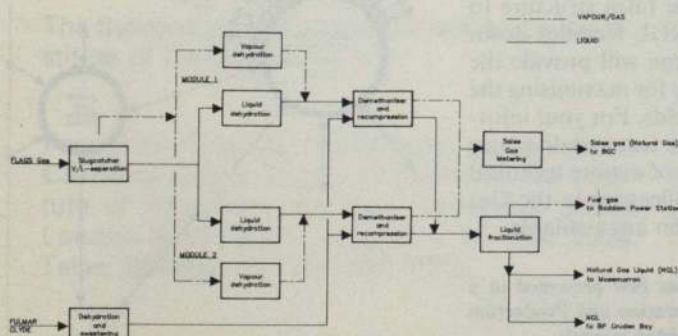 VAPOUR/GAS
LIQUID
Vapour
dehydration
MODULE 1
Liquid
dehydration
Demethaniser
and
recompression
FLAGS Gas
Slugcatcher
V/L-separation
Sales
Gas
Metering
Sales gas (Natural Gas)
to BGC
Fuel gas
to Boddam Power Station
Liquid
dehydration
Demethaniser
and
recompression
Liquid
fractionation
MODULE 2
Vapour
dehydration
Natural Gas Liquid (NGL)
to Mossmorran
NGL
to BP Cruden Bay
FULMAR
CLYDE
Dehydration
and
sweetening